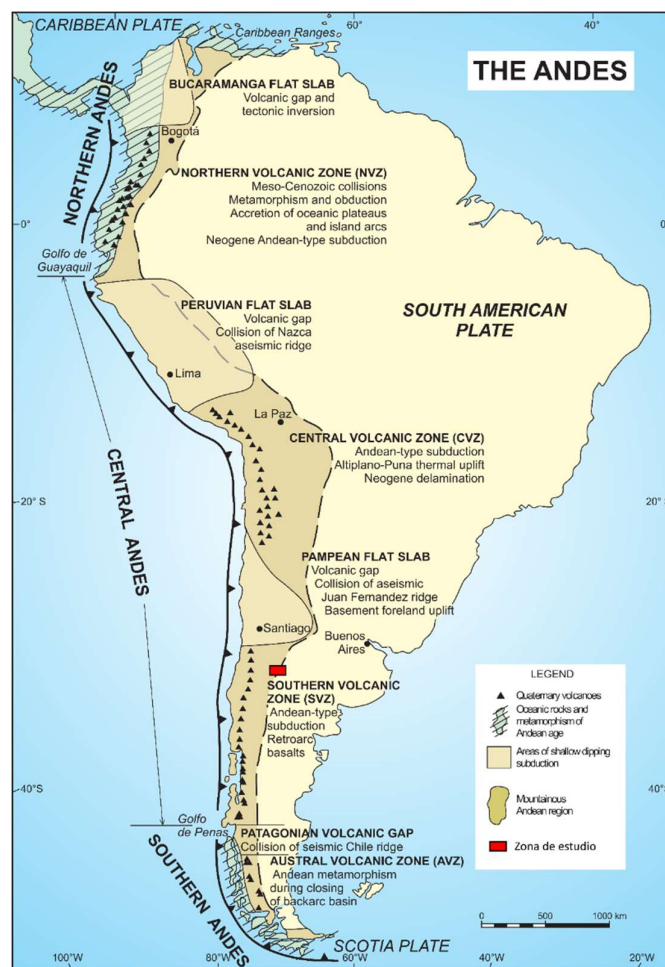 CARIBBEAN PLATE
60°
40°
Caribbean Ranges
THE ANDES
BUCARAMANGA FLAT SLAB
Volcanic gap and
tectonic inversion
NORTHERN ANDES
Bogotá
NORTHERN VOLCANIC ZONE (NVZ)
Meso-Cenozoic collisions
Metamorphism and obduction
Accretion of oceanic plateaus
and island arcs
Neogene Andean-type subduction
0°
0°
Golfo de
Guayaquil
PERUVIAN FLAT SLAB
Volcanic gap
Collision of Nazca
aseismic ridge
SOUTH AMERICAN
PLATE
Lima
La Paz
CENTRAL VOLCANIC ZONE (CVZ)
Andean-type subduction
Altiplano-Puna thermal uplift
Neogene delamination
CENTRAL ANDES
20° S
20° S
PAMPEAN FLAT SLAB
Volcanic gap
Collision of aseismic
Juan Fernandez ridge
Basement foreland uplift
Santiago
Buenos
Aires
SOUTHERN VOLCANIC
ZONE (SVZ)
Andean-type
subduction
Retroarc
basalts
LEGEND
Quaternary volcanoes
Oceanic rocks and
metamorphism of
Andean age
Areas of shallow dipping
subduction
Mountainous
Andean region
Zona de estudio
40°S
40°S
Golfo
de Penas
PATAGONIAN VOLCANIC GAP
Collision of seismic Chile ridge
AUSTRAL VOLCANIC ZONE (AVZ)
Andean metamorphism
during closing
of backarc basin
SOUTHERN ANDES
0 500 1000 km
SCOTIA PLATE
100°W
80°W
60°W
40°W
20°W